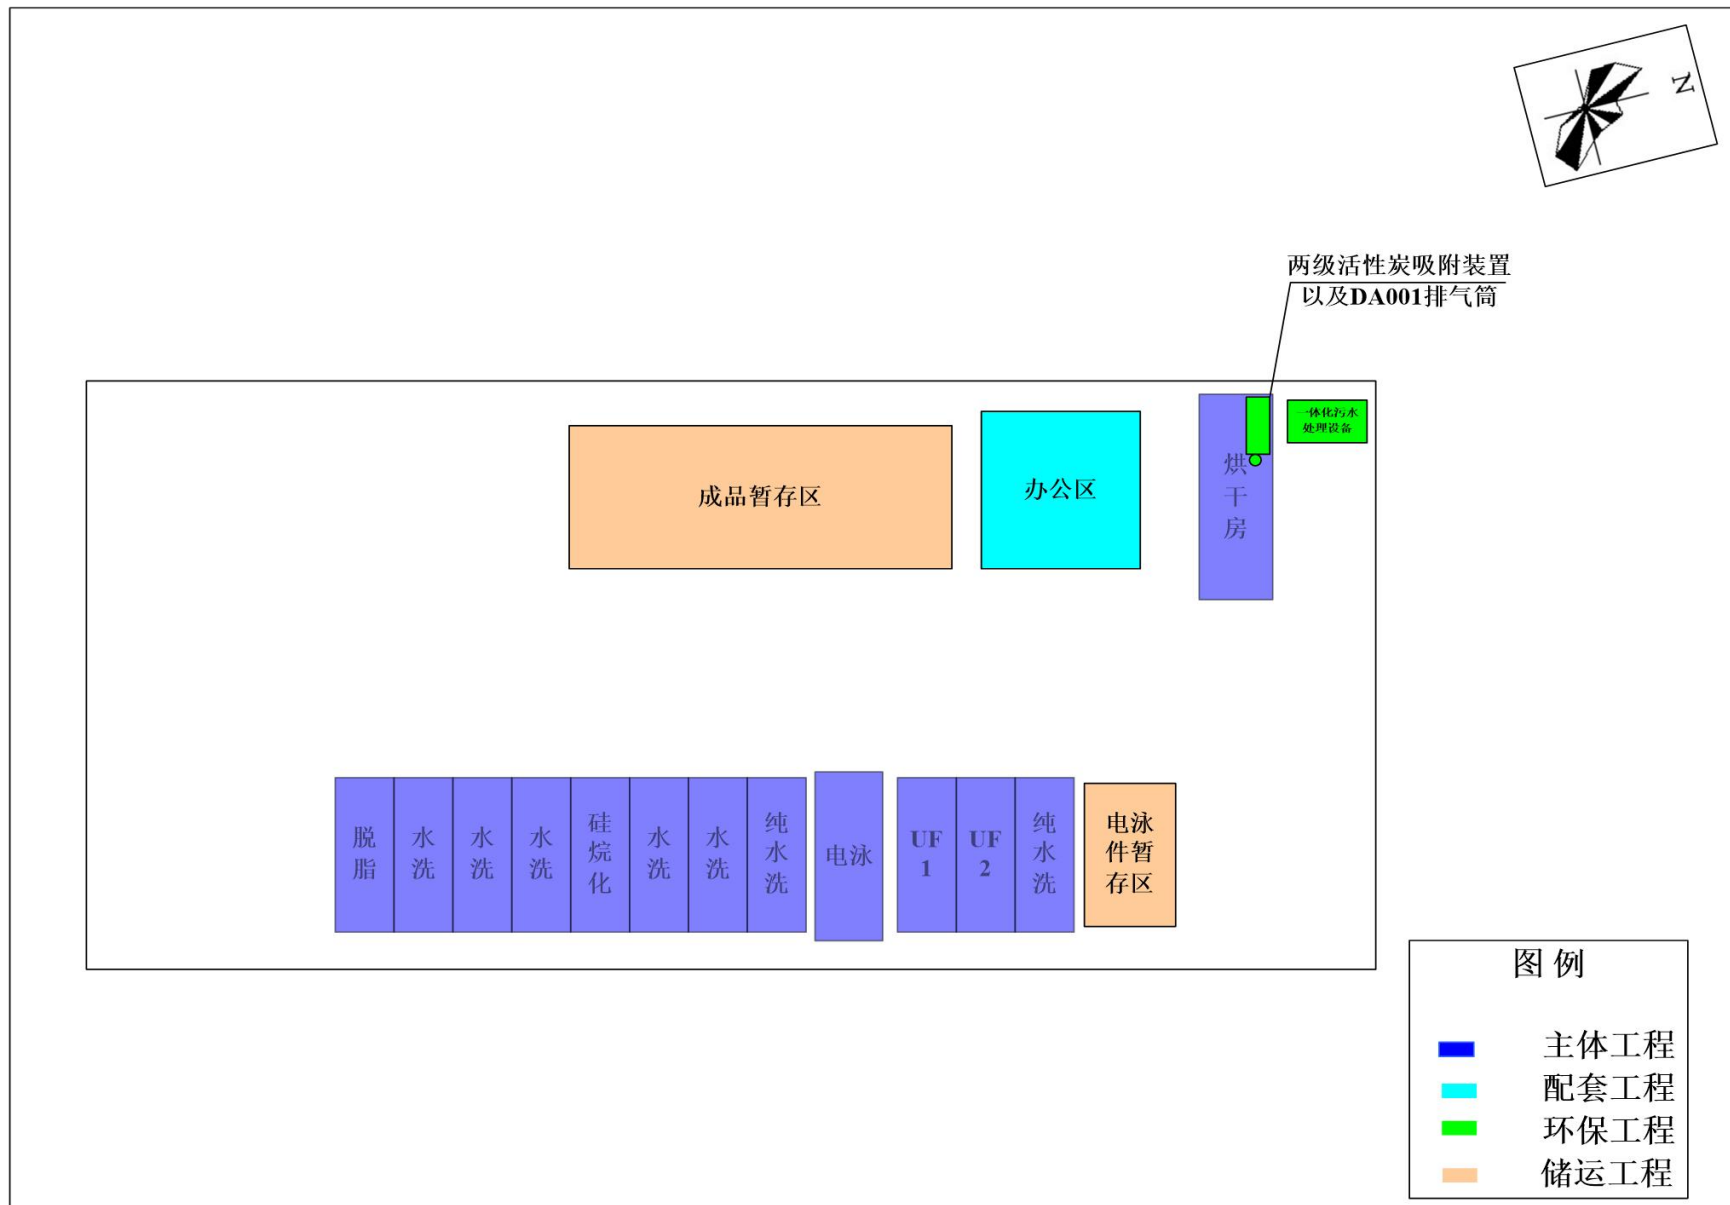 N
两级活性炭吸附装置
以及DA001排气筒
一体化污水
处理设备
成品暂存区
办公区
烘
干
房
脱
脂
水
洗
水
洗
水
洗
硅
烷
化
水
洗
水
洗
纯
水
洗
电泳
UF
1
UF
2
纯
水
洗
电泳
件暂
存区
图例
主体工程
配套工程
环保工程
储运工程